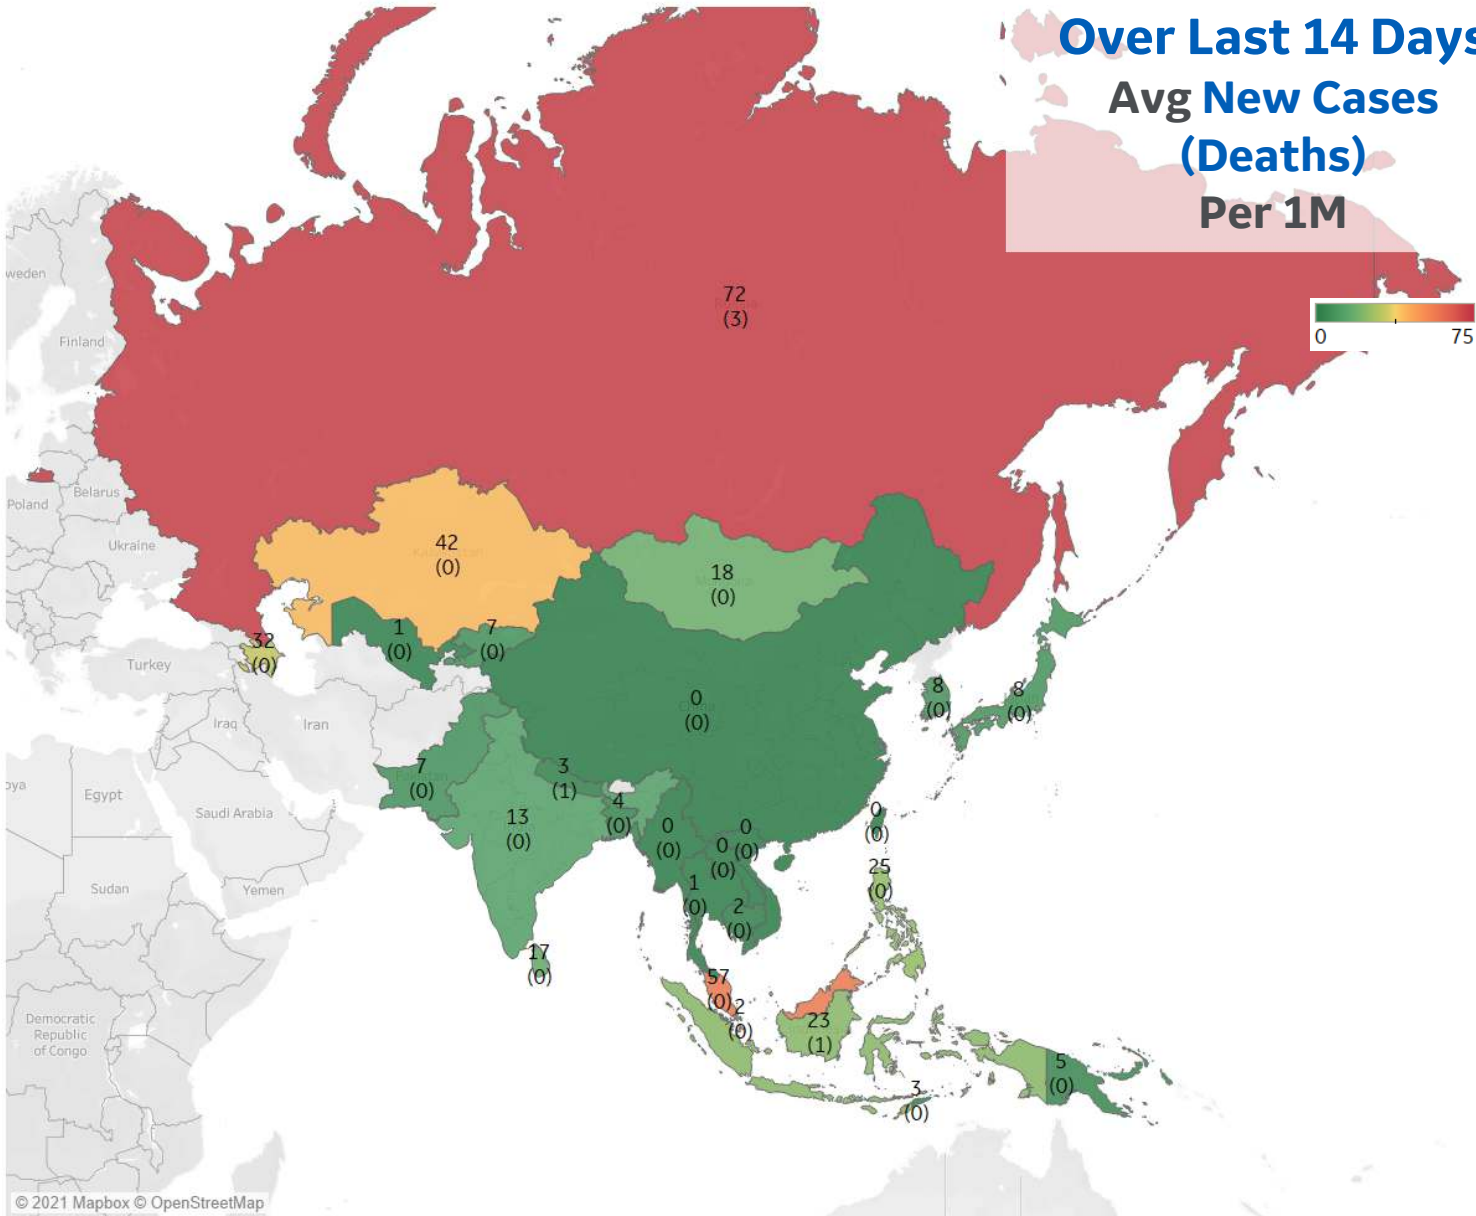 Over Last 14 Days
Avg New Cases
(Deaths)
Per 1M
0 75
72
(3)
weden
Finland
Belarus
Poland
Ukraine
42
(0)
18
(0)
1
(0)
7
(0)
32
(0)
Turkey
Iraq
Iran
0
(0)
8
(0)
8
(0)
7
(0)
3
(1)
4
(0)
13
(0)
oya
Egypt
Saudi Arabia
0
(0)
0
(0)
0
(0)
0
(0)
25
(0)
1
(0)
2
(0)
Sudan
Yemen
17
(0)
57
(0)
2
(0)
23
(1)
Democratic
Republic
of Congo
5
(0)
3
(0)
© 2021 Mapbox © OpenStreetMap